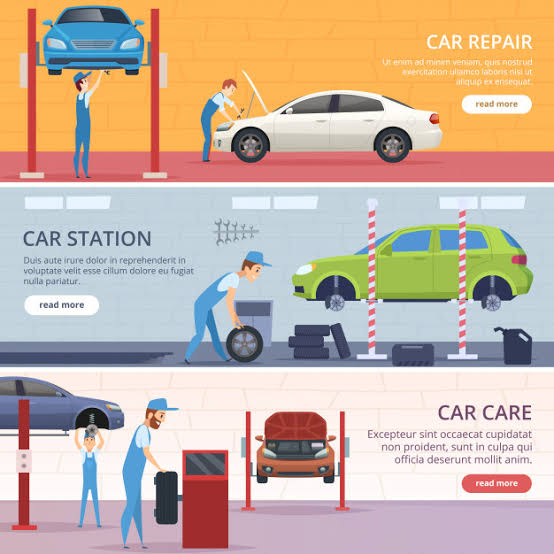 CAR REPAIR
Ut enim ad minim veniam, quis nostrud
exercitation ullamco laboris nisi ut
aliquip ex ensequat.
read more
CAR STATION
Duis aute irure dolor in reprehenderit in
voluptate velit esse cillum dolore eu fugiat
nulla pariatur.
read more
CAR CARE
Excepteur sint occaecat cupidatat
non proident, sunt in culpa qui
officia deserunt mollit anim.
read more